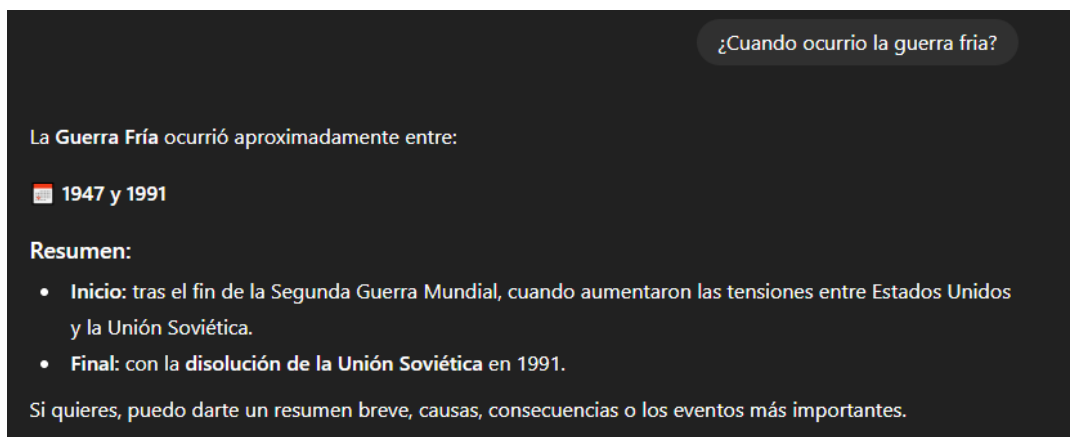 ¿Cuando ocurrio la guerra fria?
La Guerra Fría ocurrió aproximadamente entre:
1947 y 1991
Resumen:
• Inicio: tras el fin de la Segunda Guerra Mundial, cuando aumentaron las tensiones entre Estados Unidos
y la Unión Soviética.
• Final: con la disolución de la Unión Soviética en 1991.
Si quieres, puedo darte un resumen breve, causas, consecuencias o los eventos más importantes.